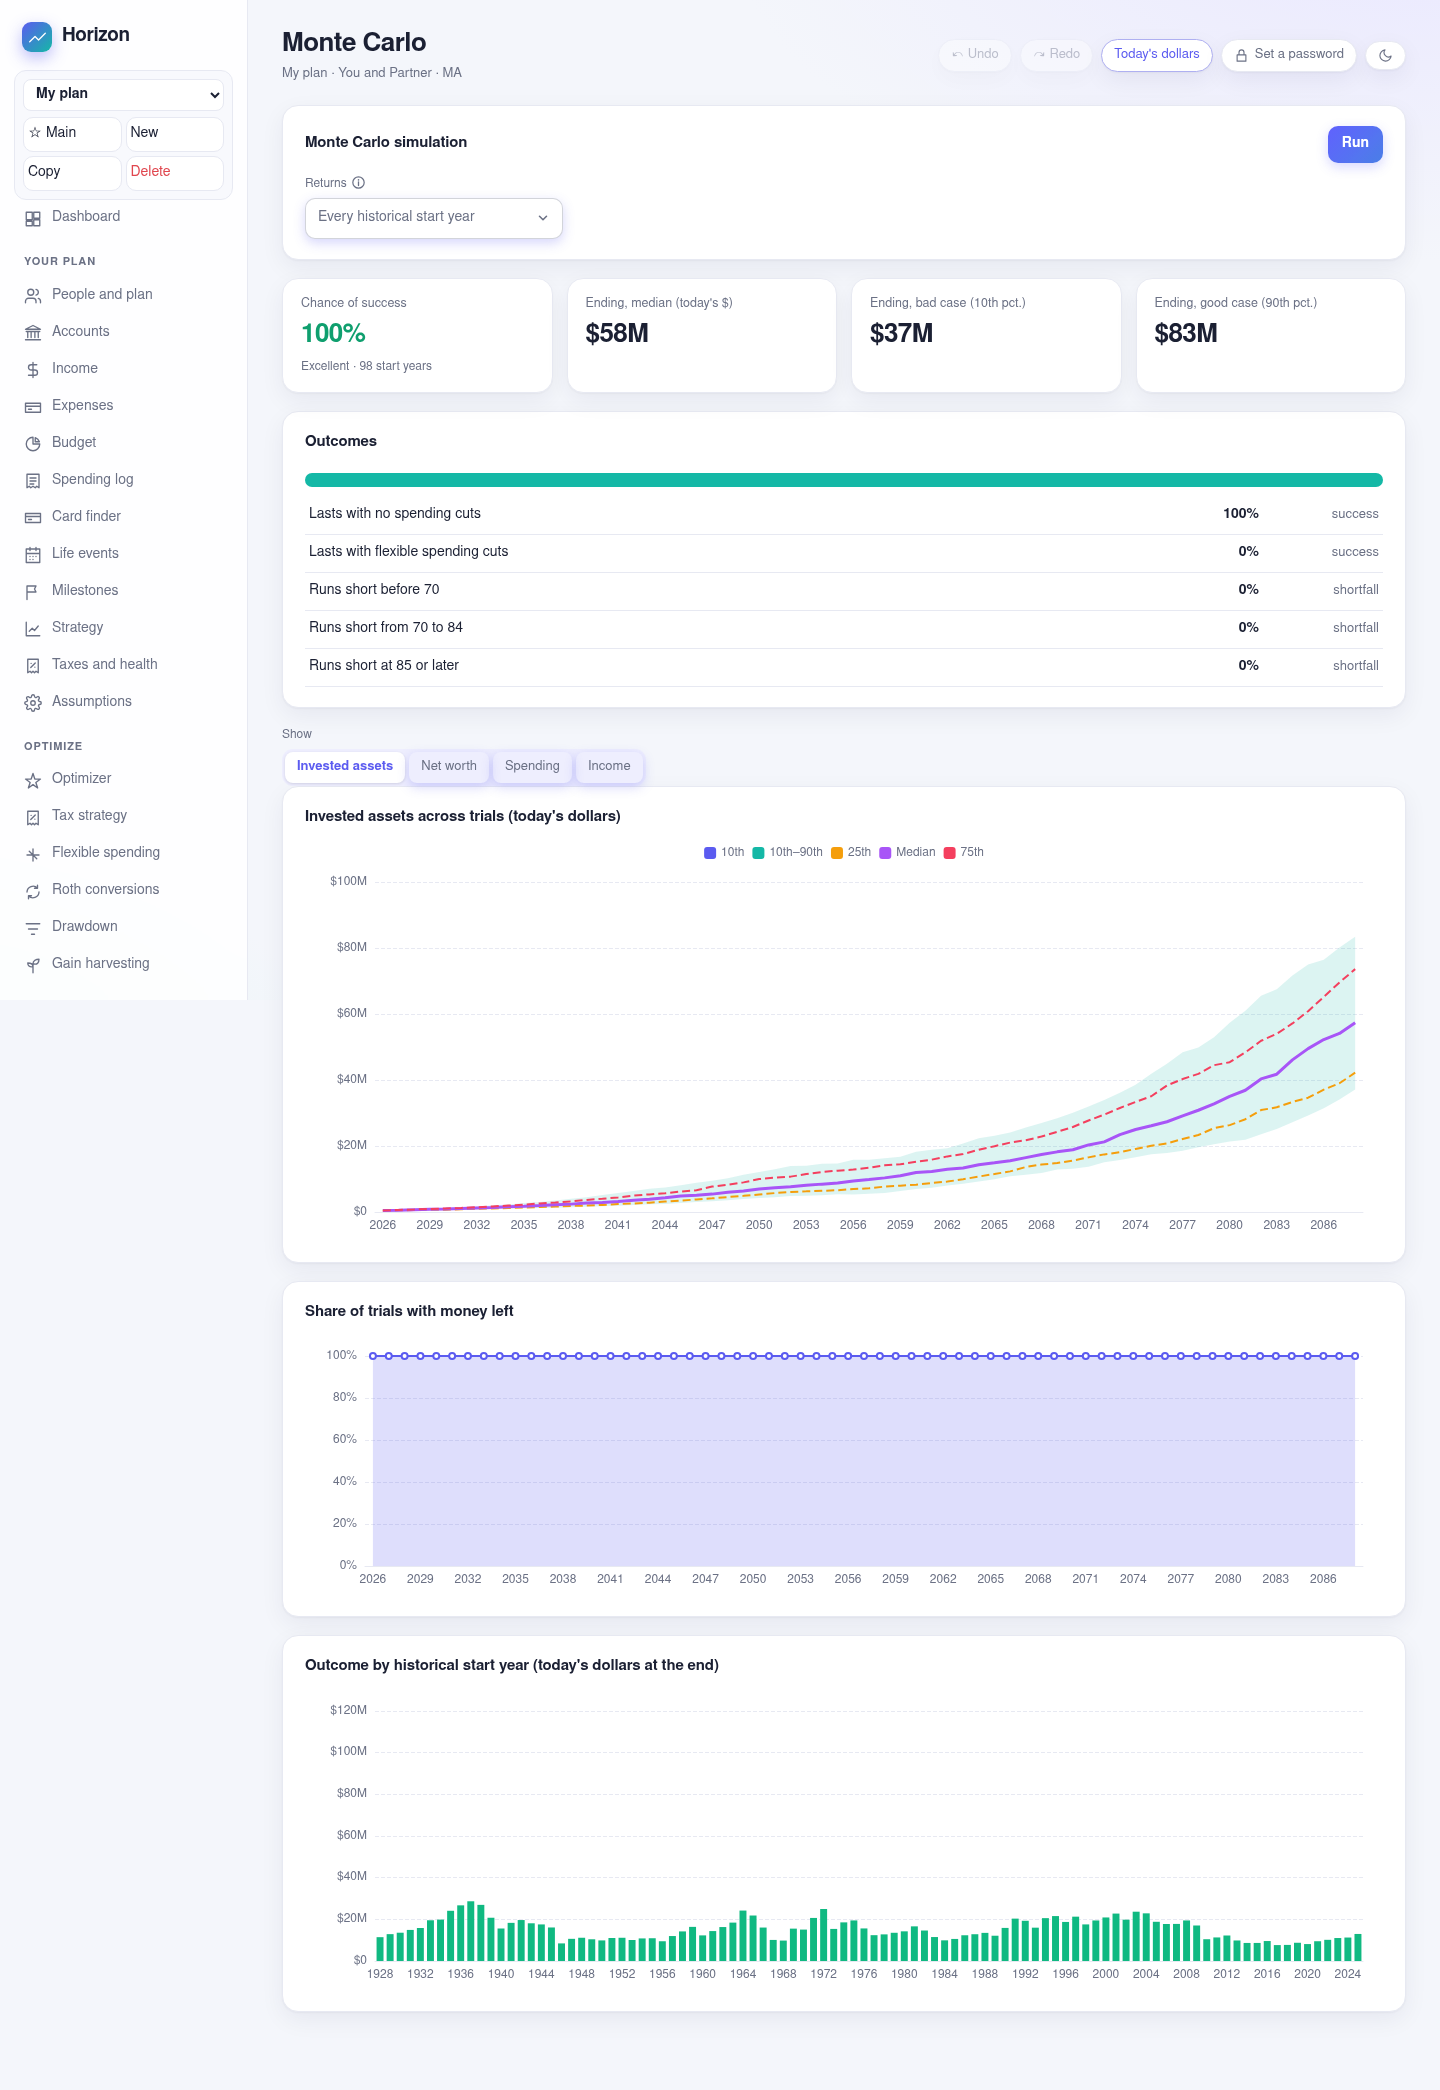 Horizon
My plan
☆ Main
New
Copy
Delete
Dashboard
YOUR PLAN
People and plan
Accounts
Income
Expenses
Budget
Spending log
Card finder
Life events
Milestones
Strategy
Taxes and health
Assumptions
OPTIMIZE
Optimizer
Tax strategy
Flexible spending
Roth conversions
Drawdown
Gain harvesting
Monte Carlo
My plan · You and Partner · MA
Undo
Redo
Today's dollars
Set a password
Monte Carlo simulation
Run
Returns
Every historical start year
Chance of success
100%
Excellent · 98 start years
Ending, median (today's $)
$58M
Ending, bad case (10th pct.)
$37M
Ending, good case (90th pct.)
$83M
Outcomes
Lasts with no spending cuts 100% success
Lasts with flexible spending cuts 0% success
Runs short before 70 0% shortfall
Runs short from 70 to 84 0% shortfall
Runs short at 85 or later 0% shortfall
Show
Invested assets Net worth Spending Income
Invested assets across trials (today's dollars)
10th 10th–90th 25th Median 75th
$100M
$80M
$60M
$40M
$20M
$0
2026 2029 2032 2035 2038 2041 2044 2047 2050 2053 2056 2059 2062 2065 2068 2071 2074 2077 2080 2083 2086
Share of trials with money left
100%
80%
60%
40%
20%
0%
2026 2029 2032 2035 2038 2041 2044 2047 2050 2053 2056 2059 2062 2065 2068 2071 2074 2077 2080 2083 2086
Outcome by historical start year (today's dollars at the end)
$120M
$100M
$80M
$60M
$40M
$20M
$0
1928 1932 1936 1940 1944 1948 1952 1956 1960 1964 1968 1972 1976 1980 1984 1988 1992 1996 2000 2004 2008 2012 2016 2020 2024